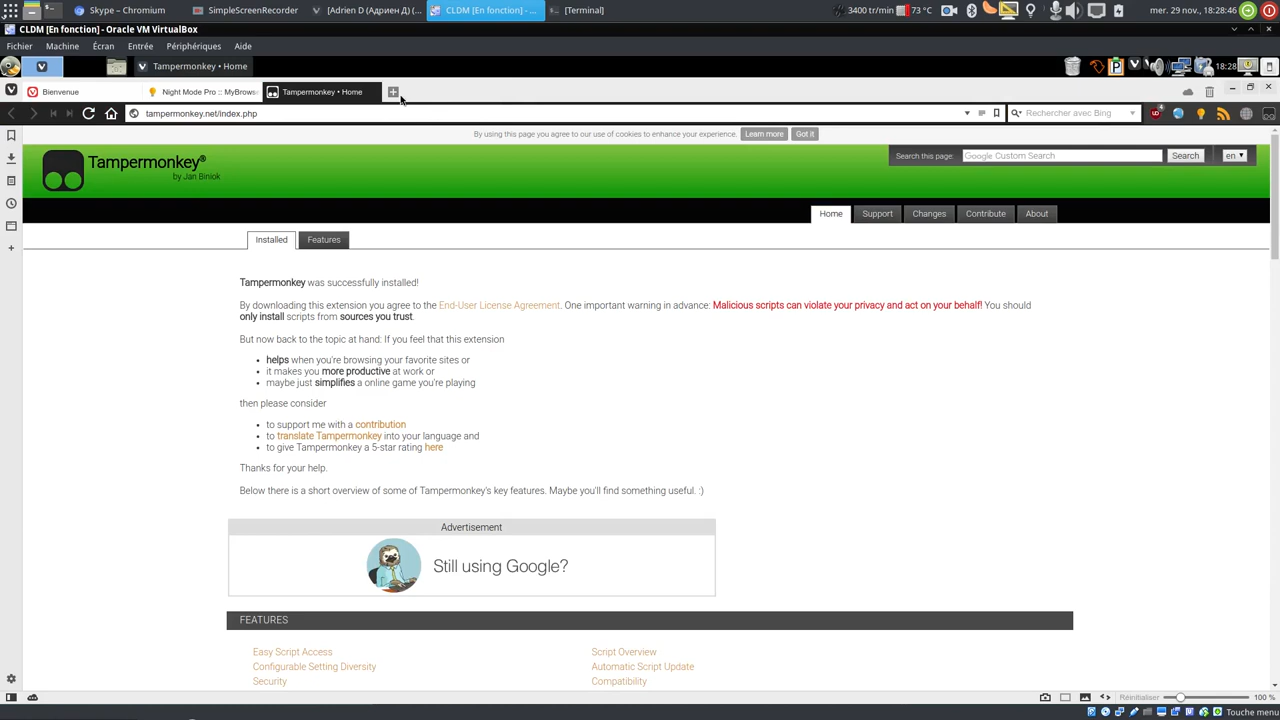 Skype – Chromium
SimpleScreenRecorder
[Adrien D (Адриен Д) (...
CLDM [En fonction] - O...
[Terminal]
3400 tr/min
73 °C
mer. 29 nov., 18:28:46
CLDM [En fonction] - Oracle VM VirtualBox
Fichier Machine Écran Entrée Périphériques Aide
Tampermonkey • Home
18:28
Bienvenue
Night Mode Pro :: MyBrows
Tampermonkey • Home
tampermonkey.net/index.php
Rechercher avec Bing
By using this page you agree to our use of cookies to enhance your experience. Learn more Got it
Tampermonkey®
by Jan Biniok
Search this page: Google Custom Search Search en
Home Support Changes Contribute About
Installed Features
Tampermonkey was successfully installed!
By downloading this extension you agree to the End-User License Agreement. One important warning in advance: Malicious scripts can violate your privacy and act on your behalf! You should
only install scripts from sources you trust.
But now back to the topic at hand: If you feel that this extension
• helps when you're browsing your favorite sites or
• it makes you more productive at work or
• maybe just simplifies a online game you're playing
then please consider
• to support me with a contribution
• to translate Tampermonkey into your language and
• to give Tampermonkey a 5-star rating here
Thanks for your help.
Below there is a short overview of some of Tampermonkey's key features. Maybe you'll find something useful. :)
Advertisement
Still using Google?
FEATURES
Easy Script Access
Script Overview
Configurable Setting Diversity
Automatic Script Update
Security
Compatibility
Réinitialiser 100 %
Touche menu